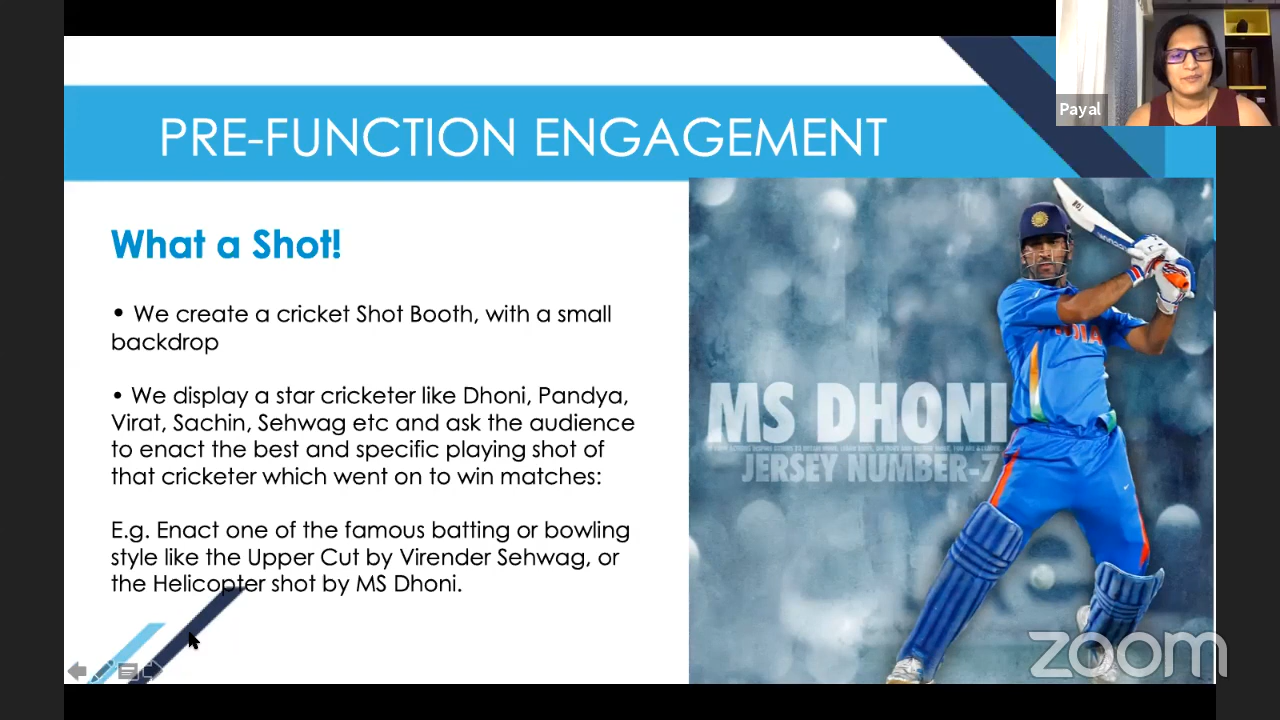 Payal
PRE-FUNCTION ENGAGEMENT
What a Shot!
• We create a cricket Shot Booth, with a small
backdrop
• We display a star cricketer like Dhoni, Pandya,
Virat, Sachin, Sehwag etc and ask the audience
to enact the best and specific playing shot of
that cricketer which went on to win matches:
E.g. Enact one of the famous batting or bowling
style like the Upper Cut by Virender Sehwag, or
the Helicopter shot by MS Dhoni.
MS DHONI
JERSEY NUMBER-7
zoom